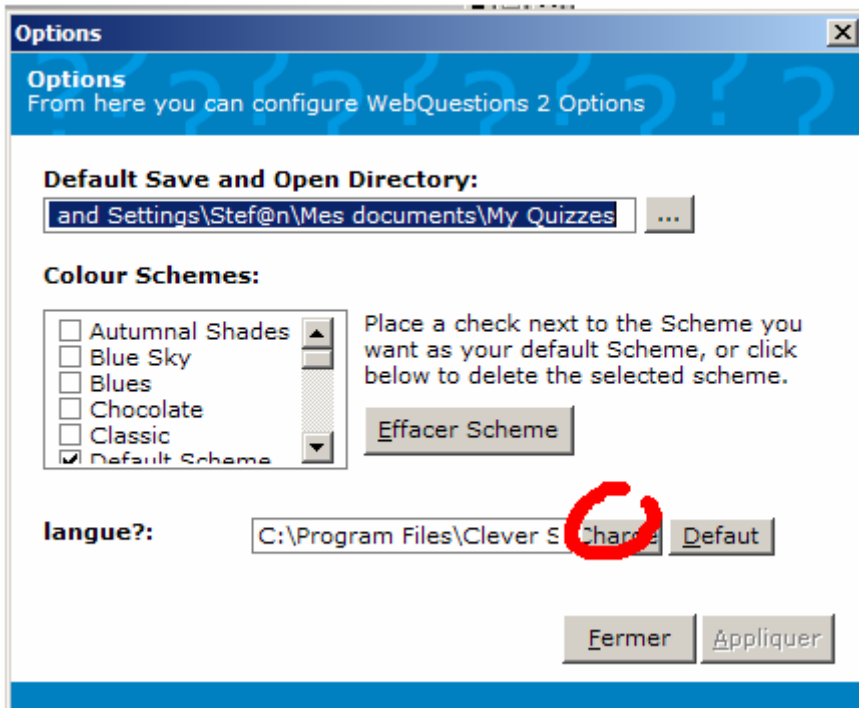 Options
Options
From here you can configure WebQuestions 2 Options
Default Save and Open Directory:
and Settings\Stef@n\Mes documents\My Quizzes ...
Colour Schemes:
Autumnal Shades
Blue Sky
Blues
Chocolate
Classic
Default Scheme
Place a check next to the Scheme you
want as your default Scheme, or click
below to delete the selected scheme.
Effacer Scheme
langue?: C:\Program Files\Clever S Charge Defaut
Fermer Appliquer